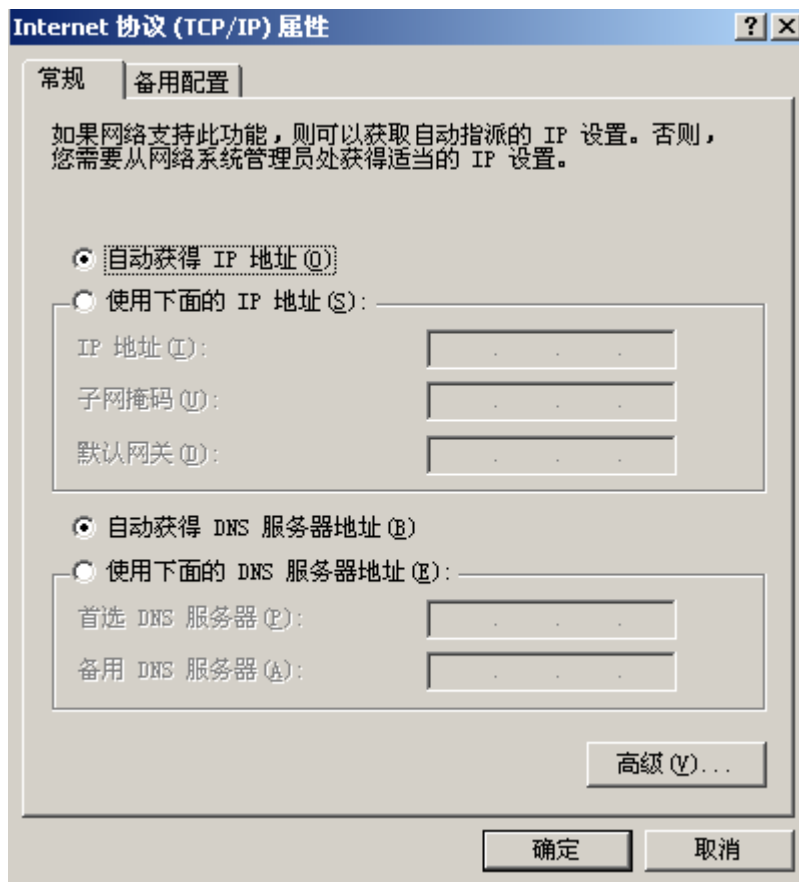 Internet 协议 (TCP/IP) 属性
常规
备用配置
如果网络支持此功能，则可以获取自动指派的 IP 设置。否则，
您需要从网络系统管理员处获得适当的 IP 设置。
自动获得 IP 地址(O)
使用下面的 IP 地址(S):
IP 地址(I):
子网掩码(U):
默认网关(D):
自动获得 DNS 服务器地址(B)
使用下面的 DNS 服务器地址(E):
首选 DNS 服务器(P):
备用 DNS 服务器(A):
高级(V)...
确定
取消